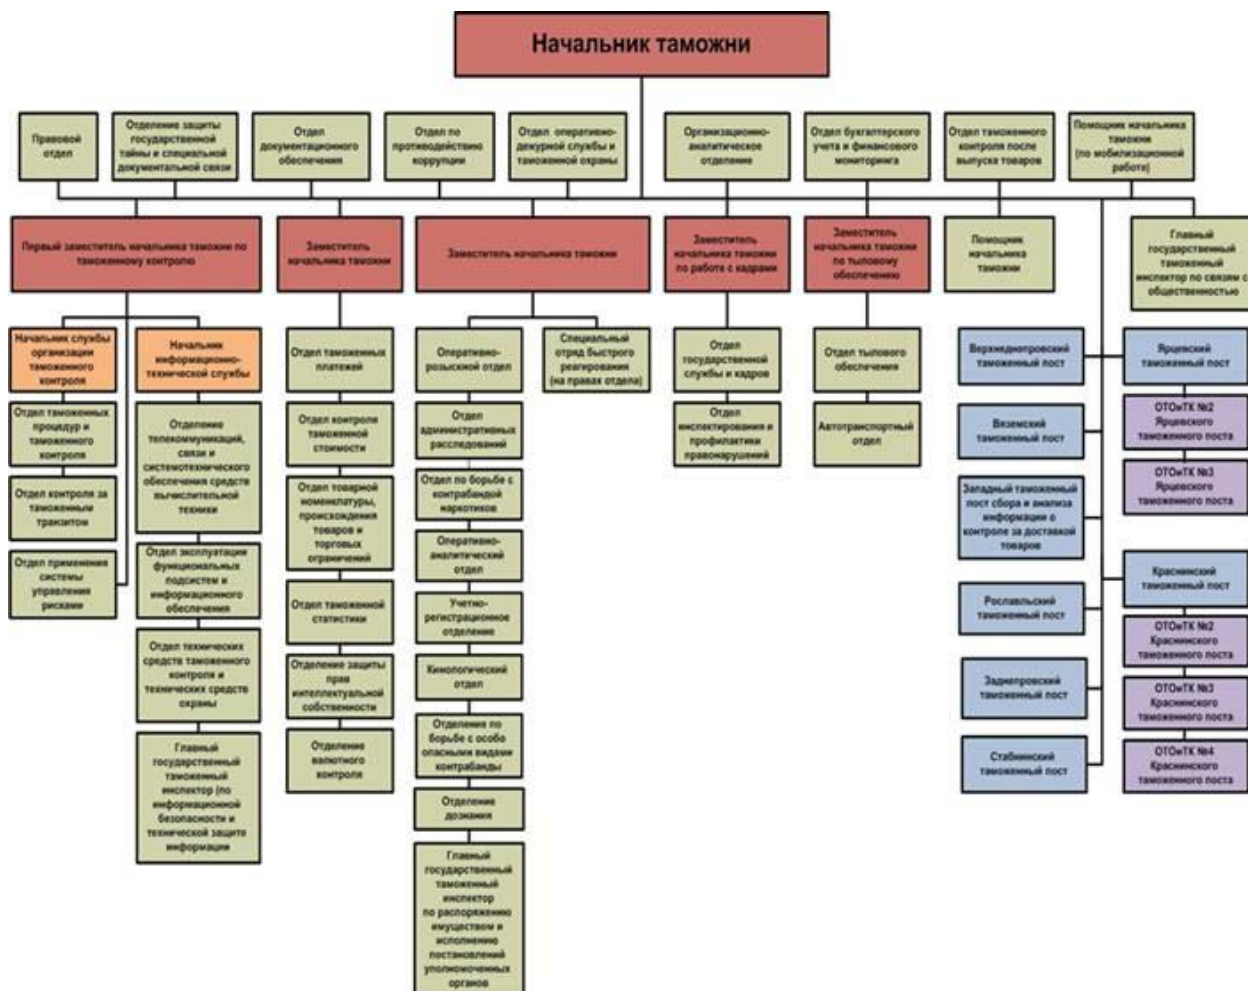 Начальник таможни
Правовой
отдел
Отделение защиты
государственной
тайны и специальной
документальной связи
Отдел
документационного
обеспечения
Отдел по
противодействию
коррупции
Отдел оперативно-
дежурной службы и
таможенной охраны
Организационно-
аналитическое
отделение
Отдел бухгалтерского
учета и финансового
мониторинга
Отдел таможенного
контроля после
выпуска товаров
Помощник начальника
таможни
(по мобилизационной
работе)
Первый заместитель начальника таможни по
таможенному контролю
Заместитель
начальника таможни
Заместитель начальника таможни
Заместитель
начальника таможни
по работе с кадрами
Заместитель
начальника таможни
по тыловому
обеспечению
Помощник
начальника
таможни
Главный
государственный
таможенный
инспектор по связям с
общественностью
Начальник службы
организации
таможенного
контроля
Отдел таможенных
процедур и
таможенного
контроля
Отдел контроля за
таможенным
транзитом
Отдел применения
системы
управления
рисками
Начальник
информационно-
технической службы
Отделение
телекоммуникаций,
связи и
системотехнического
обеспечения средств
вычислительной
техники
Отдел эксплуатации
функциональных
подсистем и
информационного
обеспечения
Отдел технических
средств таможенного
контроля и
технических средств
охраны
Главный
государственный
таможенный
инспектор (по
информационной
безопасности и
технической защите
информации
Отдел таможенных
платежей
Отдел контроля
таможенной
стоимости
Отдел товарной
номенклатуры,
происхождения
товаров и
торговых
ограничений
Отдел таможенной
статистики
Отделение защиты
прав
интеллектуальной
собственности
Отделение
валютного
контроля
Оперативно-
розыскной отдел
Отдел
административных
расследований
Отдел по борьбе с
контрабандой
наркотиков
Оперативно-
аналитический
отдел
Учетно-
регистрационное
отделение
Кинологический
отдел
Отделение по
борьбе с особо
опасными видами
контрабанды
Отделение
дознания
Главный
государственный
таможенный
инспектор
по распоряжению
имуществом и
исполнению
постановлений
уполномоченных
органов
Специальный
отряд быстрого
реагирования
(на правах отдела)
Отдел
государственной
службы и кадров
Отдел
инспектирования и
профилактики
правонарушений
Отдел тылового
обеспечения
Автотранспортный
отдел
Верхнеднепровский
таможенный пост
Вяземский
таможенный пост
Западный таможенный
пост сбора и анализа
информации о
контроле за доставкой
товаров
Рославльский
таможенный пост
Заднепровский
таможенный пост
Стабнинский
таможенный пост
Ярцевский
таможенный пост
ОТОиТК №2
Ярцевского
таможенного поста
ОТОиТК №3
Ярцевского
таможенного поста
Краснинский
таможенный пост
ОТОиТК №2
Краснинского
таможенного поста
ОТОиТК №3
Краснинского
таможенного поста
ОТОиТК №4
Краснинского
таможенного поста